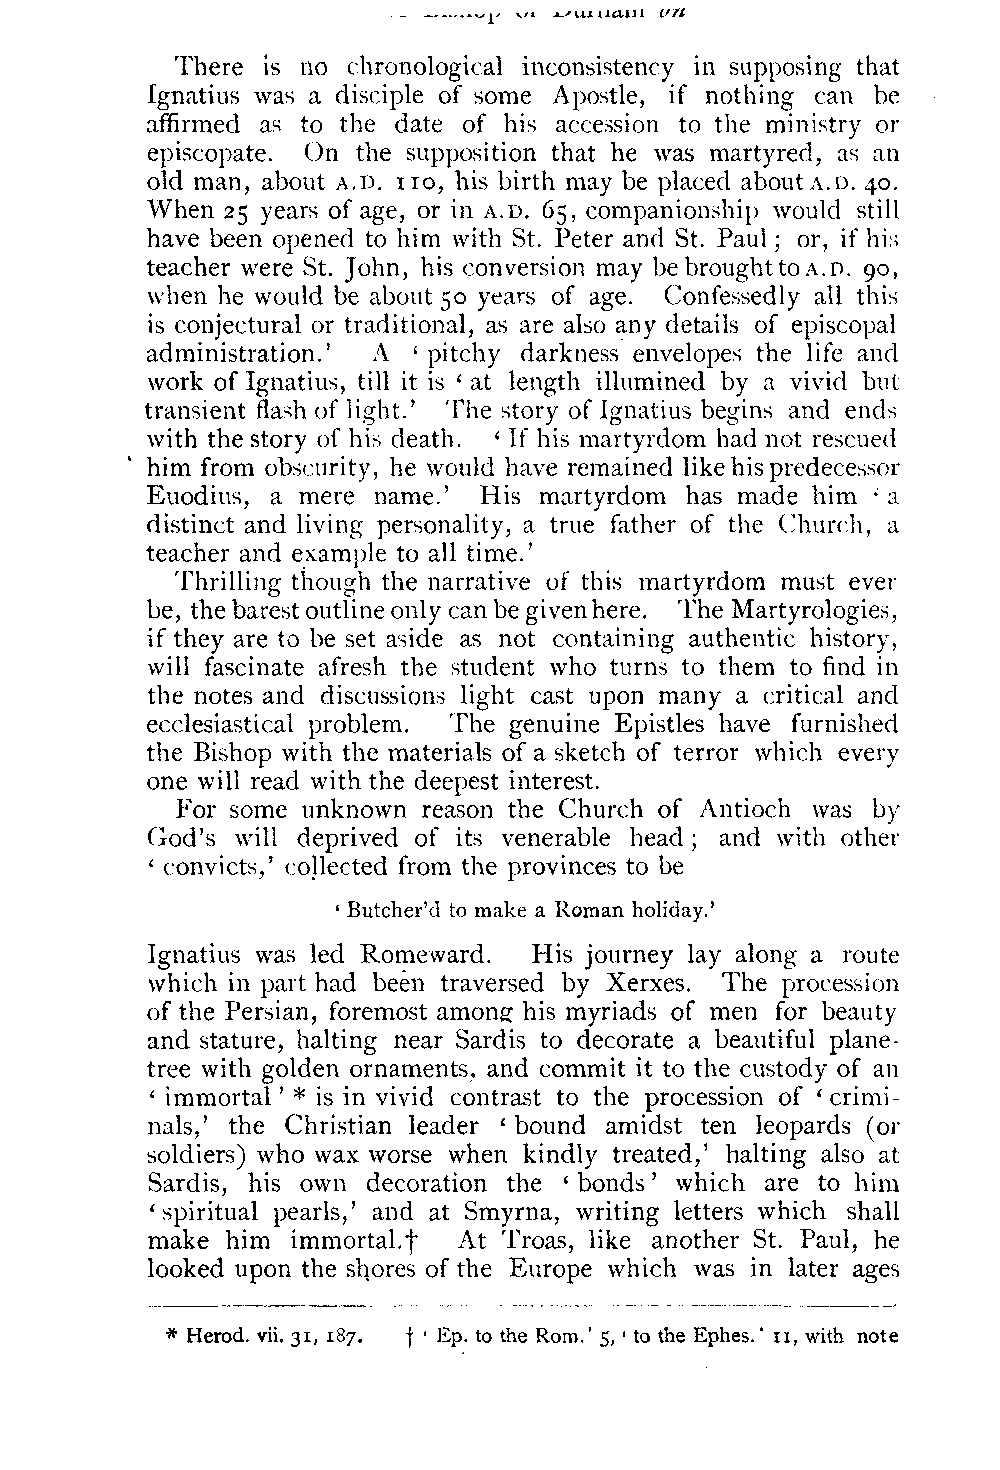 Bishop of Durham on
There is no chronological inconsistency in supposing that
Ignatius was a disciple of some Apostle, if nothing can be
affirmed as to the date of his accession to the ministry or
episcopate. On the supposition that he was martyred, as an
old man, about A.D. 110, his birth may be placed about A.D. 40.
When 25 years of age, or in A.D. 65, companionship would still
have been opened to him with St. Peter and St. Paul ; or, if his
teacher were St. John, his conversion may be brought to A.D. 90,
when he would be about 50 years of age. Confessedly all this
is conjectural or traditional, as are also any details of episcopal
administration.' A ‘ pitchy darkness envelopes the life and
work of Ignatius, till it is ‘ at length illumined by a vivid but
transient flash of light.’ The story of Ignatius begins and ends
with the story of his death. ‘ If his martyrdom had not rescued
him from obscurity, he would have remained like his predecessor
Euodius, a mere name.’ His martyrdom has made him ‘ a
distinct and living personality, a true father of the Church, a
teacher and example to all time.’
Thrilling though the narrative of this martyrdom must ever
be, the barest outline only can be given here. The Martyrologies,
if they are to be set aside as not containing authentic history,
will fascinate afresh the student who turns to them to find in
the notes and discussions light cast upon many a critical and
ecclesiastical problem. The genuine Epistles have furnished
the Bishop with the materials of a sketch of terror which every
one will read with the deepest interest.
For some unknown reason the Church of Antioch was by
God's will deprived of its venerable head ; and with other
‘ convicts,’ collected from the provinces to be
‘ Butcher'd to make a Roman holiday.’
Ignatius was led Romeward. His journey lay along a route
which in part had been traversed by Xerxes. The procession
of the Persian, foremost among his myriads of men for beauty
and stature, halting near Sardis to decorate a beautiful plane-
tree with golden ornaments, and commit it to the custody of an
‘ immortal ’ * is in vivid contrast to the procession of ‘ crimi-
nals,’ the Christian leader ‘ bound amidst ten leopards (or
soldiers) who wax worse when kindly treated,’ halting also at
Sardis, his own decoration the ‘ bonds ’ which are to him
‘ spiritual pearls,’ and at Smyrna, writing letters which shall
make him immortal.† At Troas, like another St. Paul, he
looked upon the shores of the Europe which was in later ages
* Herod. vii. 31, 187. † ‘ Ep. to the Rom.’ 5, ‘ to the Ephes.’ 11, with note